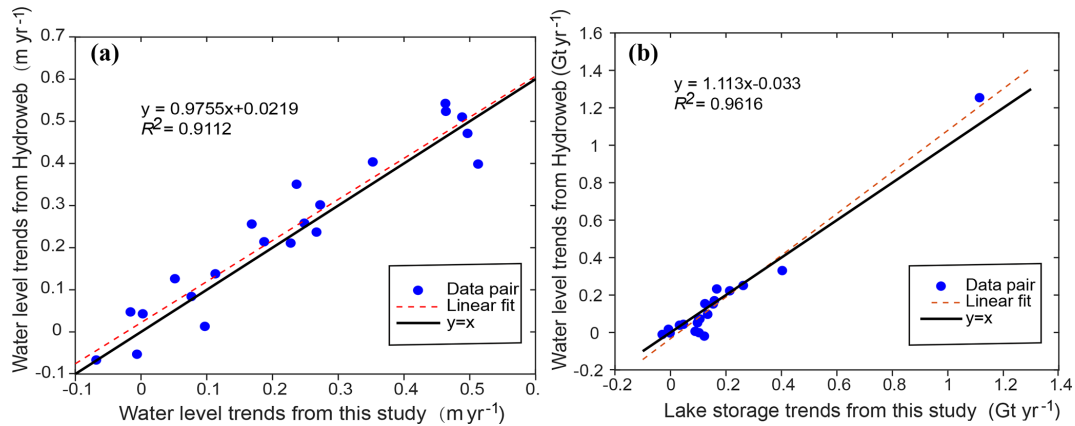 (a)
Water level trends from Hydroweb (m yr-1)
0.7
0.6
0.5
0.4
0.3
0.2
0.1
0
-0.1
y = 0.9755x+0.0219
R2 = 0.9112
Data pair
Linear fit
y=x
-0.1
0
0.1
0.2
0.3
0.4
0.5
0.
Water level trends from this study (m yr-1)
(b)
Water level trends from Hydroweb (Gt yr-1)
1.6
1.4
1.2
1
0.8
0.6
0.4
0.2
0
-0.2
y = 1.113x-0.033
R2 = 0.9616
Data pair
Linear fit
y=x
-0.2
0
0.2
0.4
0.6
0.8
1
1.2
1.4
Lake storage trends from this study (Gt yr-1)